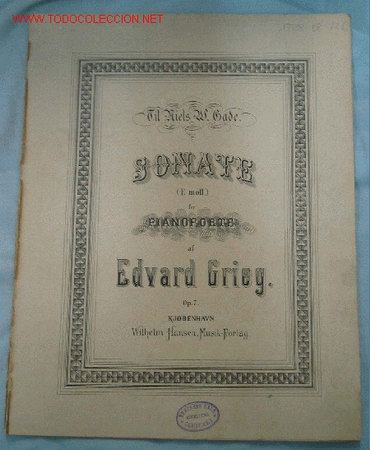 www.TODOCOLECCION.NET
Til Niels W. Gade.
SONATE
(E moll)
for
PIANOFORTE
af
Edvard Grieg.
Op. 7.
KJØBENHAVN
Wilhelm Hansen, Musik-Forlag